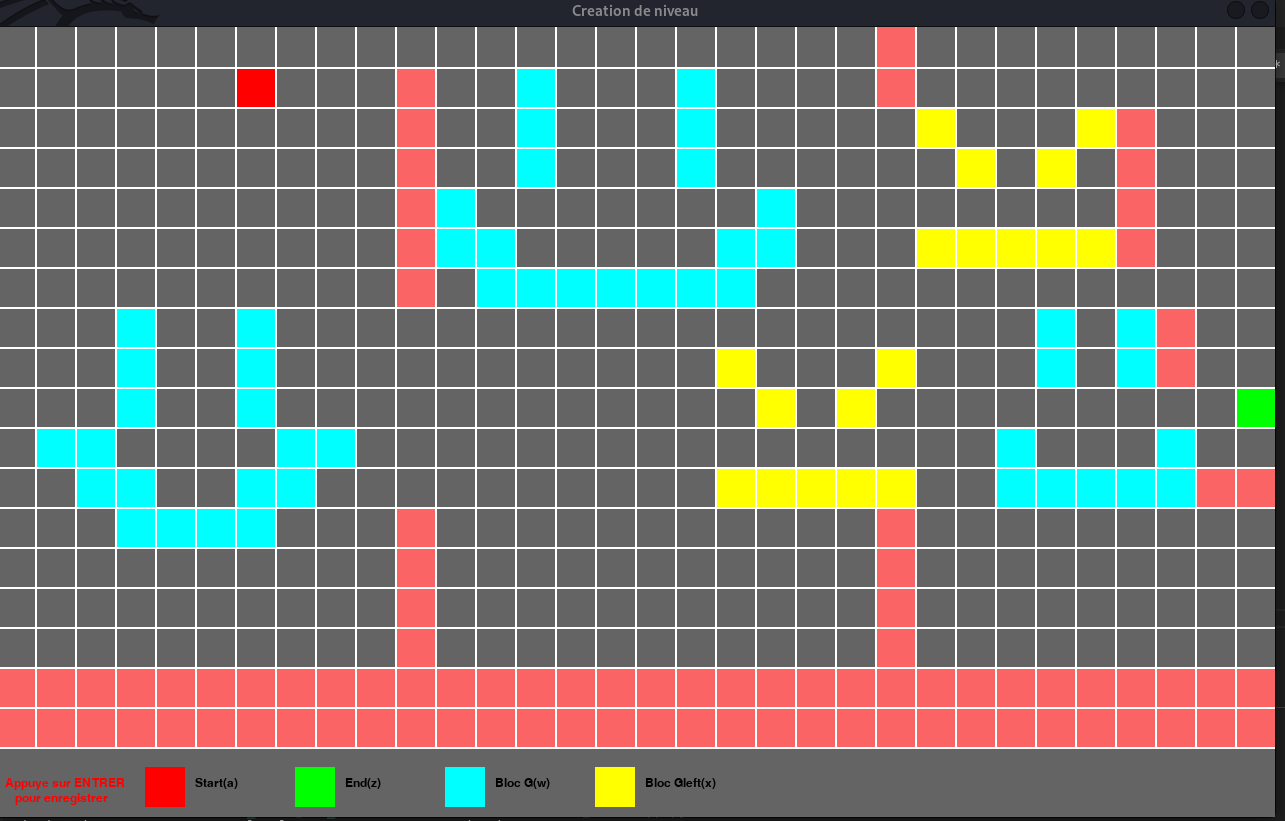 Creation de niveau
k
Appuye sur ENTRER
pour enregistrer
Start(a)
End(z)
Bloc G(w)
Bloc Gleft(x)